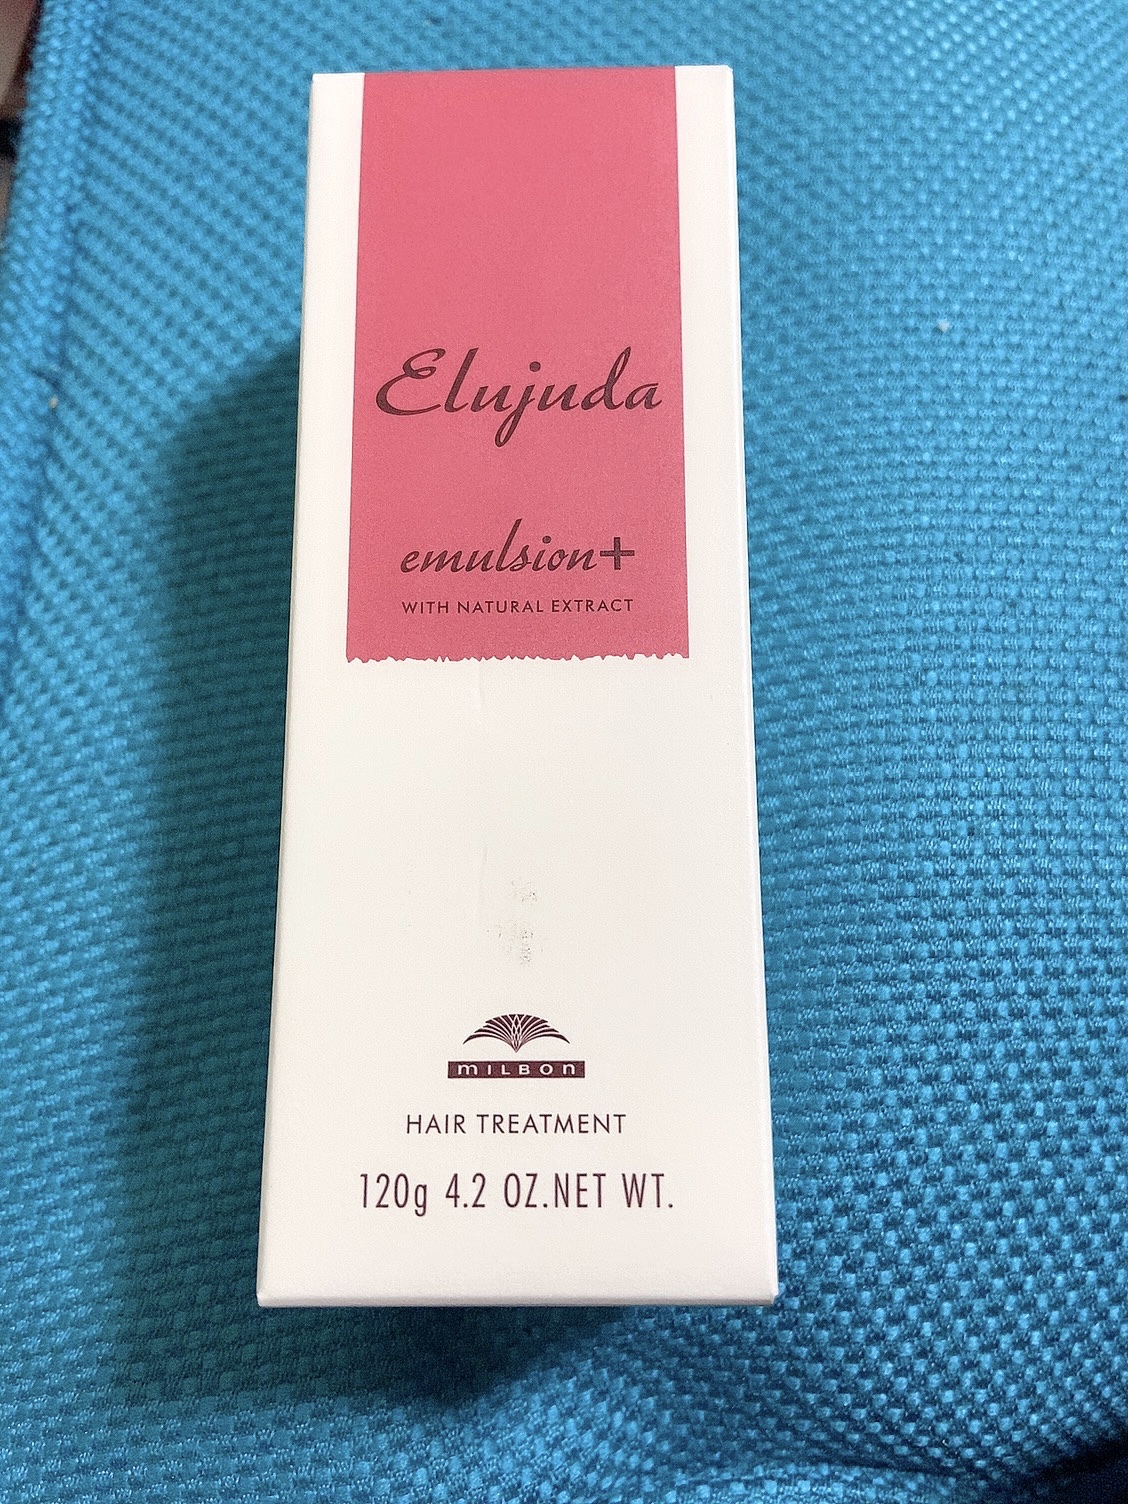 Elujuda
emulsion+
WITH NATURAL EXTRACT
MILBON
HAIR TREATMENT
120g 4.2 OZ.NET WT.